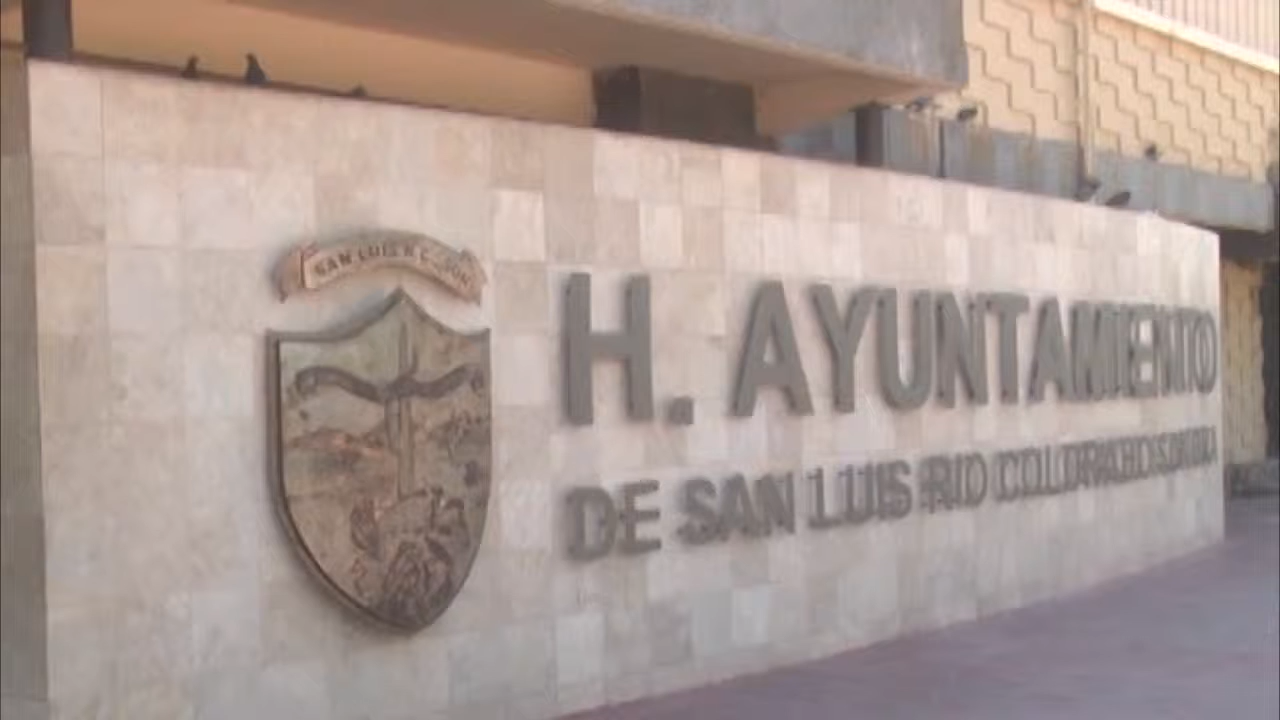 SAN LUIS R.C. SON.
H. AYUNTAMIENTO
DE SAN LUIS RIO COLORADO SONORA